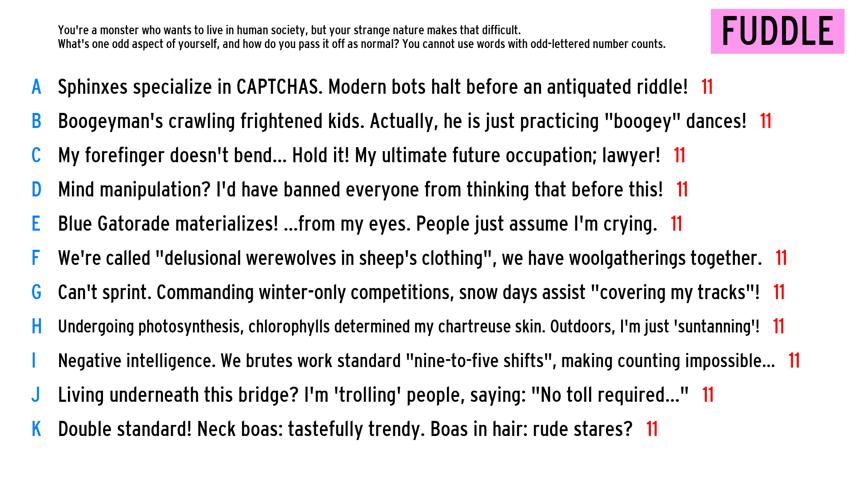 You're a monster who wants to live in human society, but your strange nature makes that difficult.
What's one odd aspect of yourself, and how do you pass it off as normal? You cannot use words with odd-lettered number counts.
FUDDLE
A Sphinxes specialize in CAPTCHAS. Modern bots halt before an antiquated riddle! 11
B Boogeyman's crawling frightened kids. Actually, he is just practicing "boogey" dances! 11
C My forefinger doesn't bend... Hold it! My ultimate future occupation; lawyer! 11
D Mind manipulation? I'd have banned everyone from thinking that before this! 11
E Blue Gatorade materializes! ...from my eyes. People just assume I'm crying. 11
F We're called "delusional werewolves in sheep's clothing", we have woolgatherings together. 11
G Can't sprint. Commanding winter-only competitions, snow days assist "covering my tracks"! 11
H Undergoing photosynthesis, chlorophylls determined my chartreuse skin. Outdoors, I'm just 'suntanning'! 11
I Negative intelligence. We brutes work standard "nine-to-five shifts", making counting impossible... 11
J Living underneath this bridge? I'm 'trolling' people, saying: "No toll required..." 11
K Double standard! Neck boas: tastefully trendy. Boas in hair: rude stares? 11